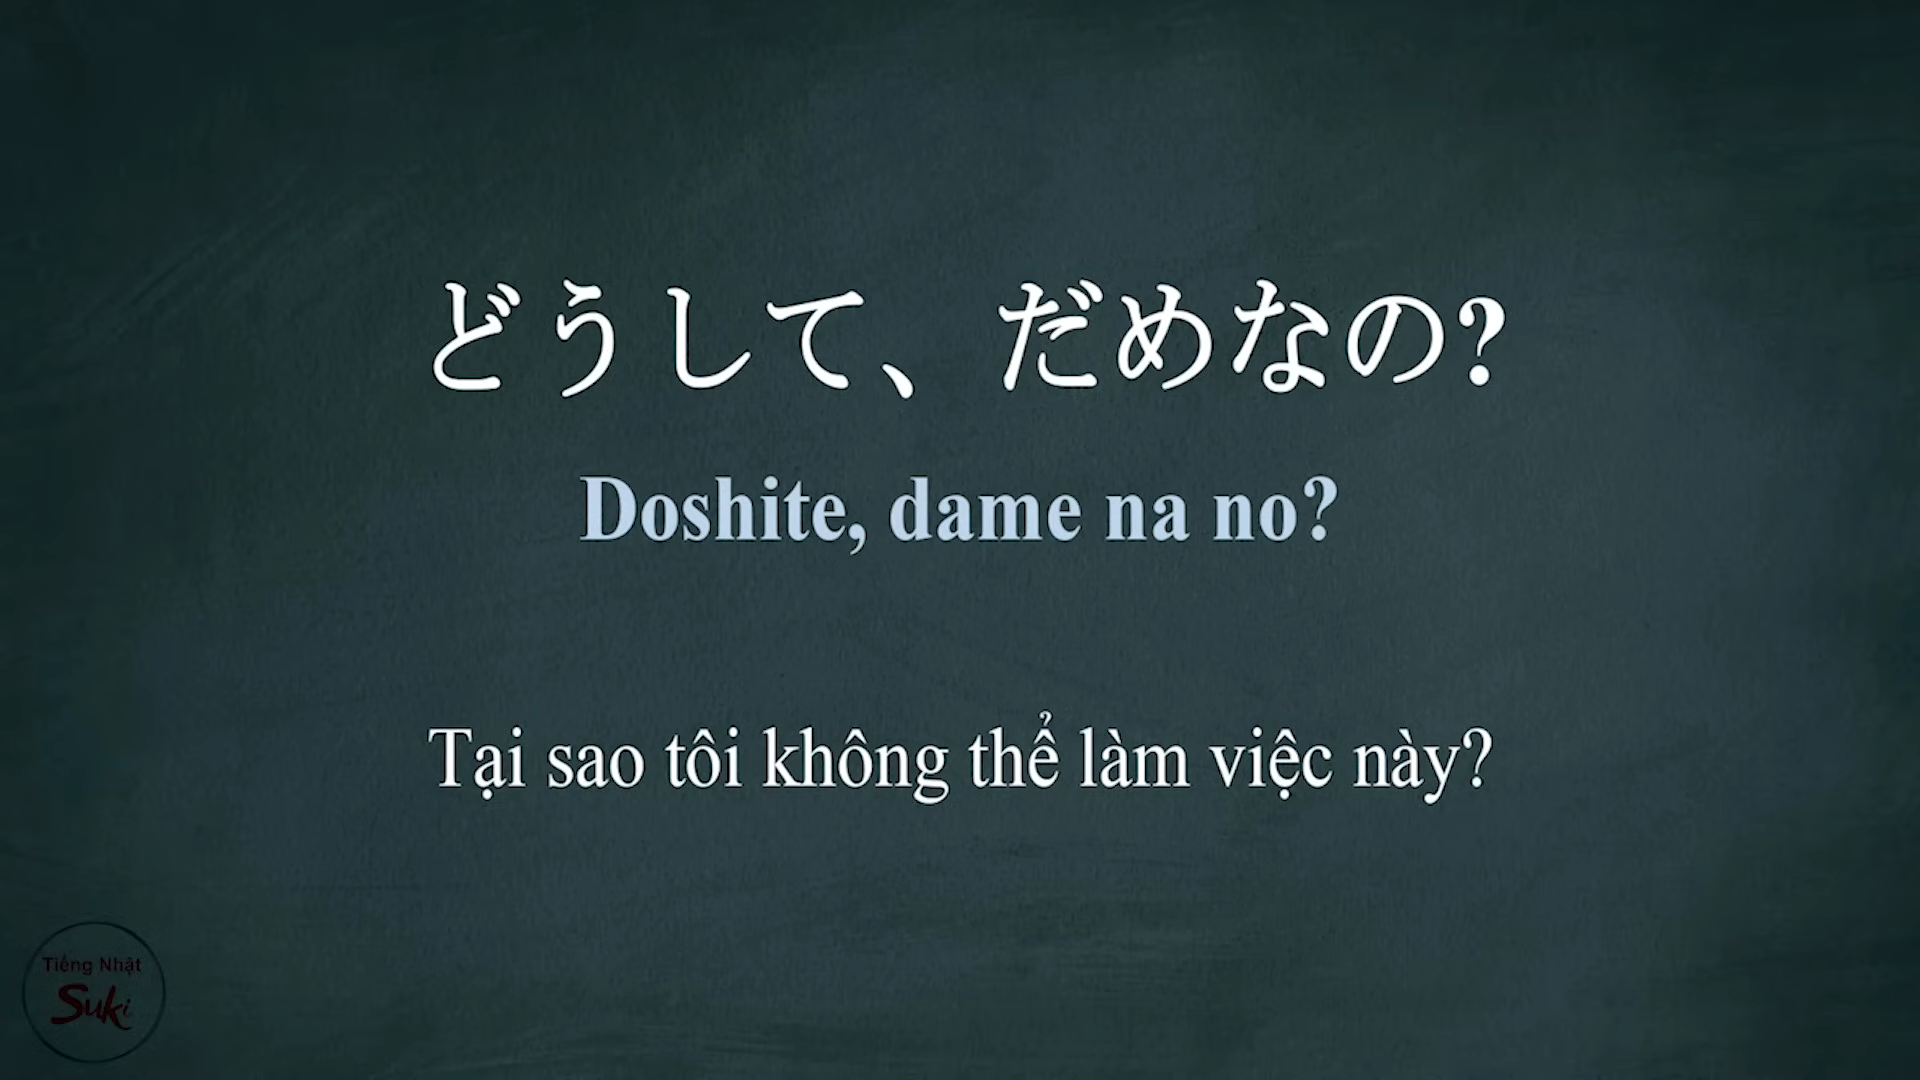 どうして、だめなの?
Doshite, dame na no?
Tại sao tôi không thể làm việc này?
Tiếng Nhật
Suki